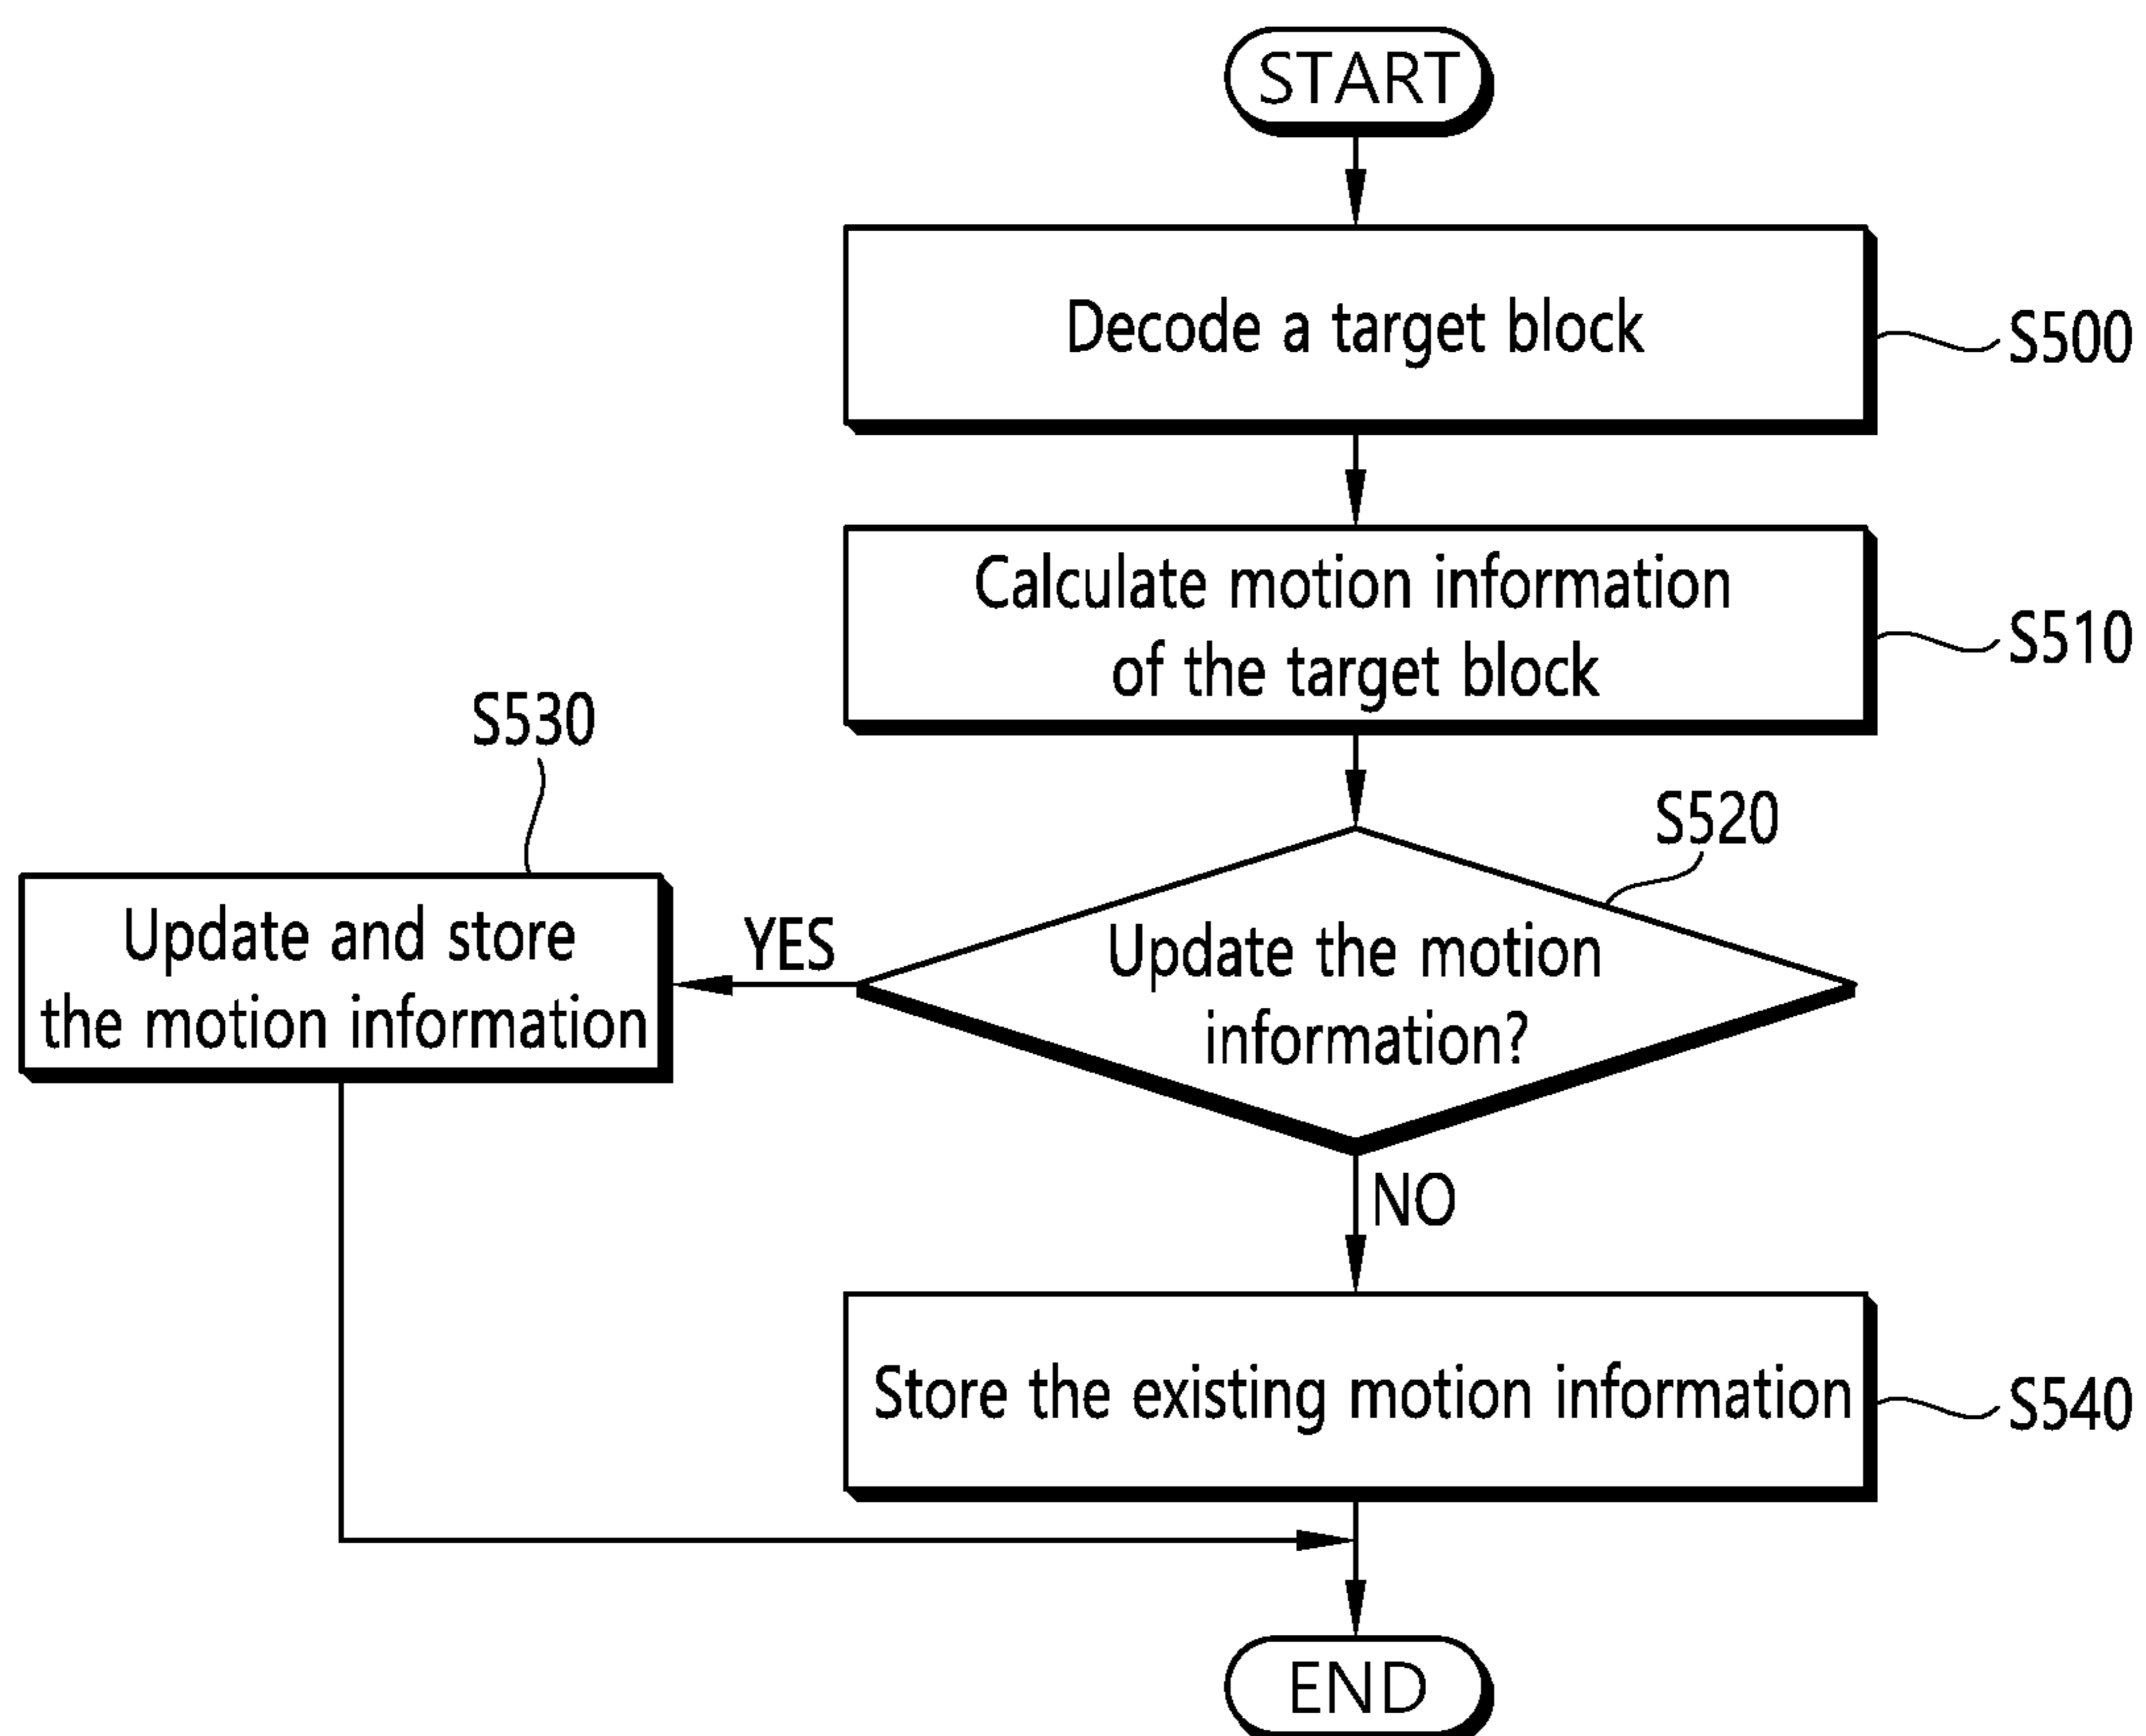 START
Decode a target block
S500
Calculate motion information
of the target block
S510
S530
S520
Update and store
the motion information
YES
Update the motion
information?
NO
Store the existing motion information
S540
END